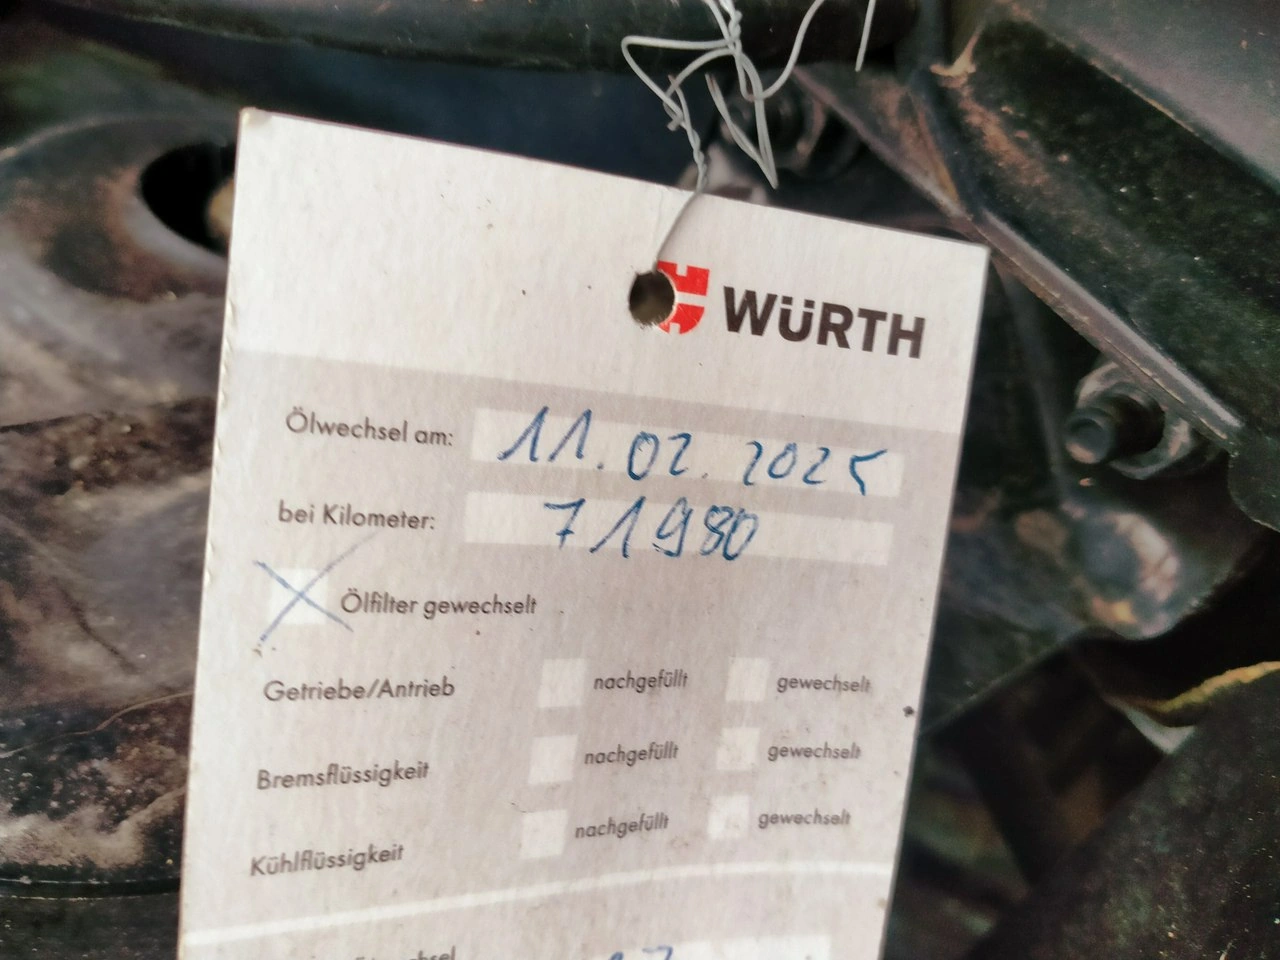 WÜRTH
Ölwechsel am: 11.02.2025
bei Kilometer: 71980
Ölfilter gewechselt
Getriebe/Antrieb nachgefüllt gewechselt
Bremsflüssigkeit nachgefüllt gewechselt
Kühlflüssigkeit nachgefüllt gewechselt